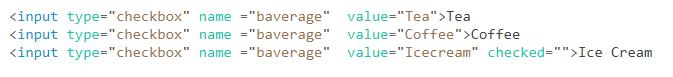 <input type="checkbox" name ="baverage"  value="Tea">Tea
<input type="checkbox" name ="baverage"  value="Coffee">Coffee
<input type="checkbox" name ="baverage"  value="Icecream" checked="">Ice Cream